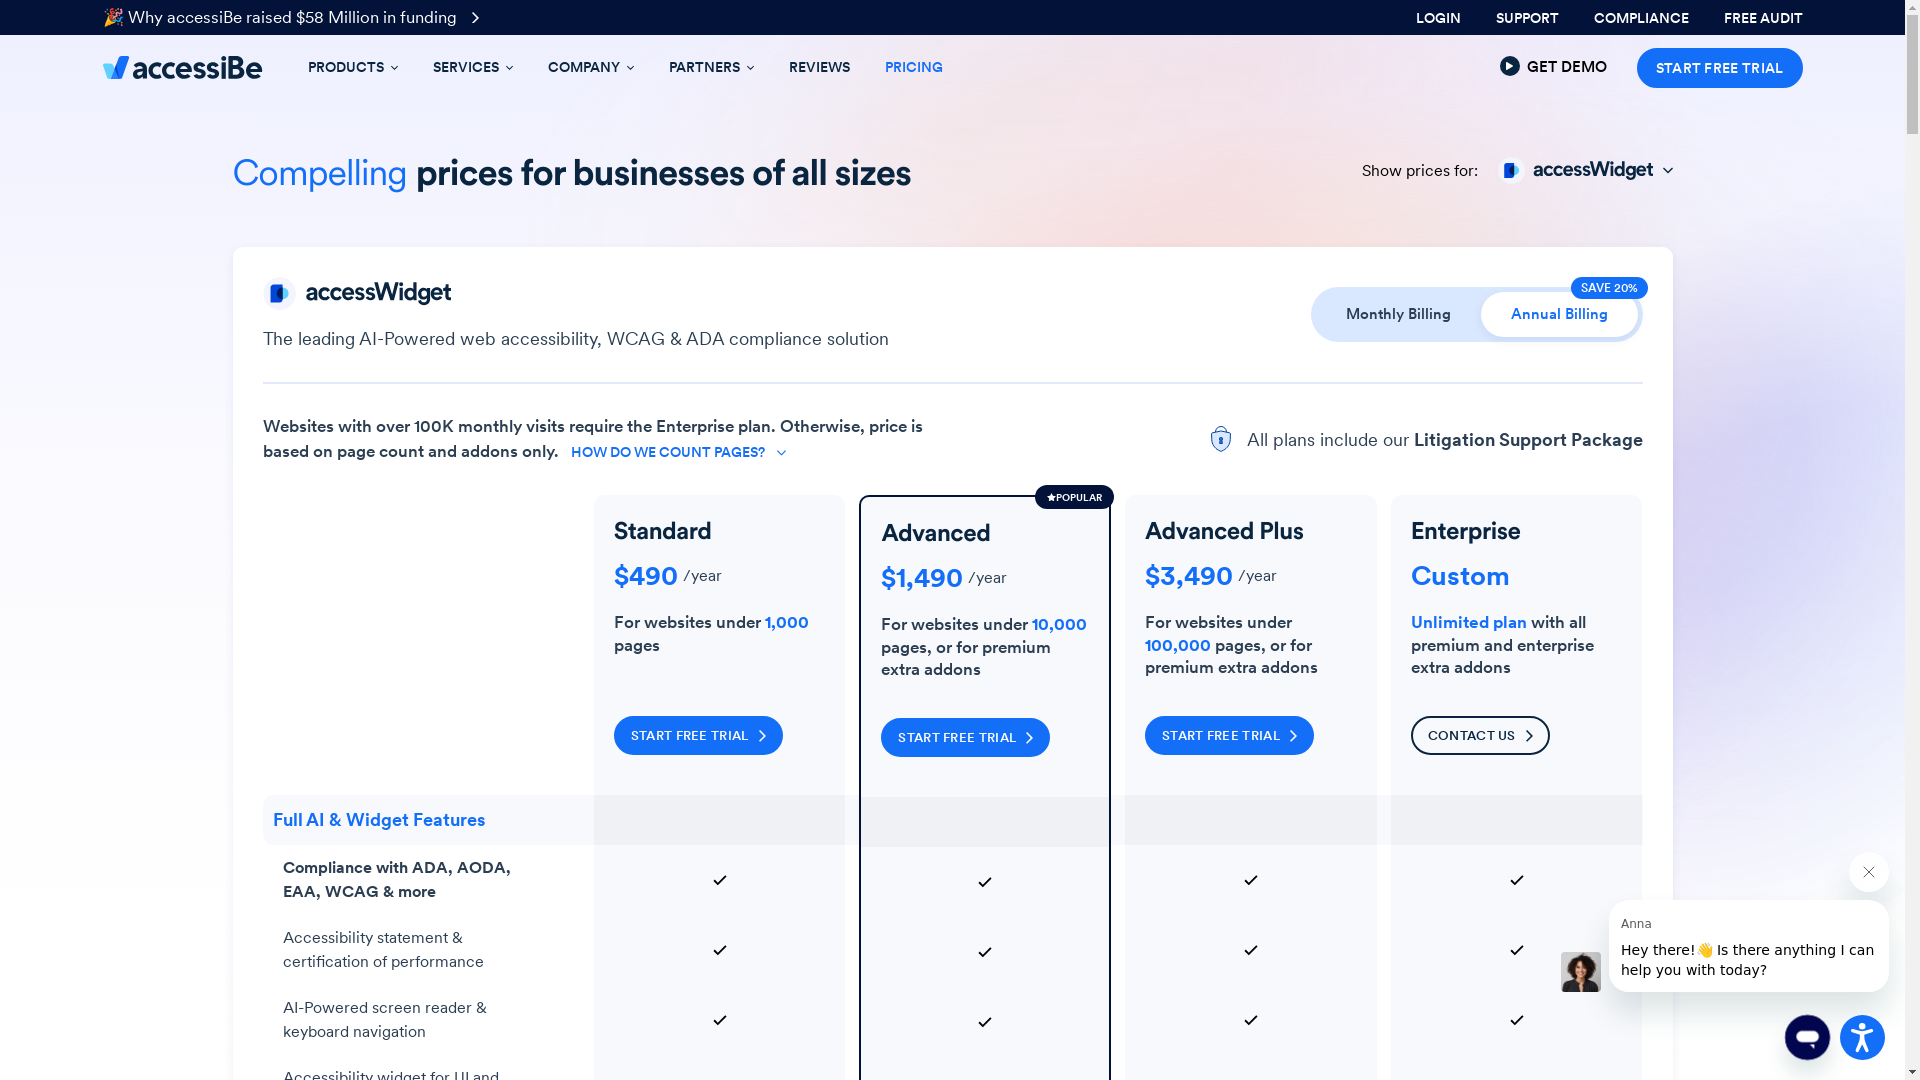 🎉 Why accessiBe raised $58 Million in funding
LOGIN SUPPORT COMPLIANCE FREE AUDIT
accessiBe PRODUCTS SERVICES COMPANY PARTNERS REVIEWS PRICING GET DEMO START FREE TRIAL
Compelling prices for businesses of all sizes
Show prices for: accessWidget
accessWidget
The leading AI-Powered web accessibility, WCAG & ADA compliance solution
SAVE 20%
Monthly Billing Annual Billing
Websites with over 100K monthly visits require the Enterprise plan. Otherwise, price is
based on page count and addons only. HOW DO WE COUNT PAGES?
All plans include our Litigation Support Package
Standard
$490 /year
For websites under 1,000
pages
START FREE TRIAL
POPULAR
Advanced
$1,490 /year
For websites under 10,000
pages, or for premium
extra addons
START FREE TRIAL
Advanced Plus
$3,490 /year
For websites under
100,000 pages, or for
premium extra addons
START FREE TRIAL
Enterprise
Custom
Unlimited plan with all
premium and enterprise
extra addons
CONTACT US
Full AI & Widget Features
Compliance with ADA, AODA,
EAA, WCAG & more
Accessibility statement &
certification of performance
AI-Powered screen reader &
keyboard navigation
Accessibility widget for UI and
Anna
Hey there!👋 Is there anything I can
help you with today?